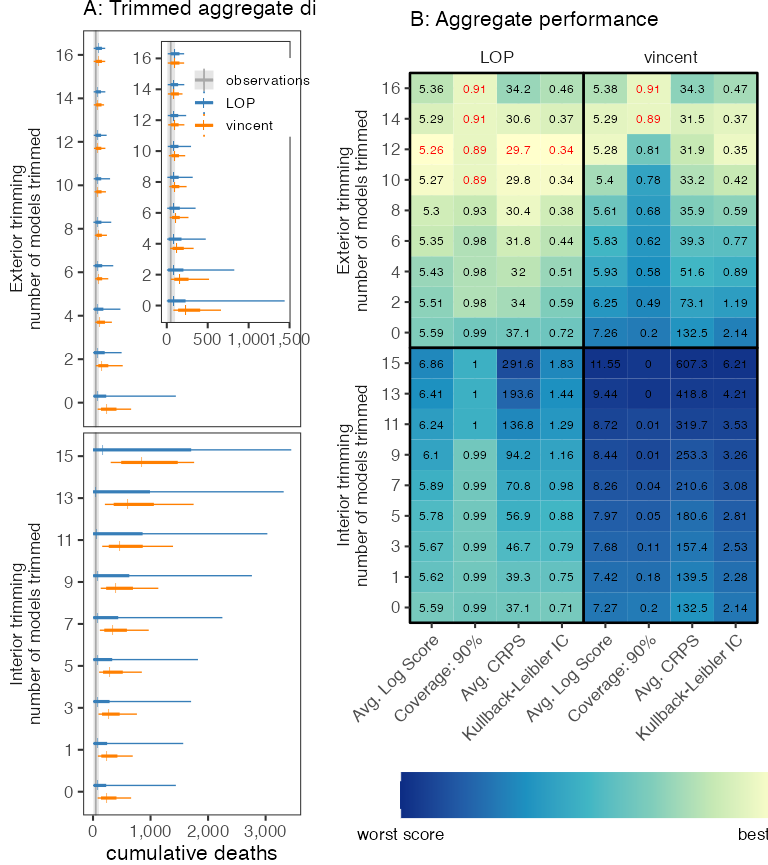 A: Trimmed aggregate di
Exterior trimming
number of models trimmed
16
14
12
10
8
6
4
2
0
16
14
12
10
8
6
4
2
0
observations
LOP
vincent
0 500 1,000 1,500
Interior trimming
number of models trimmed
15
13
11
9
7
5
3
1
0
0 1,000 2,000 3,000
cumulative deaths
B: Aggregate performance
LOP vincent
Exterior trimming
number of models trimmed
16 5.36 0.91 34.2 0.46 5.38 0.91 34.3 0.47
14 5.29 0.91 30.6 0.37 5.29 0.89 31.5 0.37
12 5.26 0.89 29.7 0.34 5.28 0.81 31.9 0.35
10 5.27 0.89 29.8 0.34 5.4 0.78 33.2 0.42
8 5.3 0.93 30.4 0.38 5.61 0.68 35.9 0.59
6 5.35 0.98 31.8 0.44 5.83 0.62 39.3 0.77
4 5.43 0.98 32 0.51 5.93 0.58 51.6 0.89
2 5.51 0.98 34 0.59 6.25 0.49 73.1 1.19
0 5.59 0.99 37.1 0.72 7.26 0.2 132.5 2.14
Interior trimming
number of models trimmed
15 6.86 1 291.6 1.83 11.55 0 607.3 6.21
13 6.41 1 193.6 1.44 9.44 0 418.8 4.21
11 6.24 1 136.8 1.29 8.72 0.01 319.7 3.53
9 6.1 0.99 94.2 1.16 8.44 0.01 253.3 3.26
7 5.89 0.99 70.8 0.98 8.26 0.04 210.6 3.08
5 5.78 0.99 56.9 0.88 7.97 0.05 180.6 2.81
3 5.67 0.99 46.7 0.79 7.68 0.11 157.4 2.53
1 5.62 0.99 39.3 0.75 7.42 0.18 139.5 2.28
0 5.59 0.99 37.1 0.71 7.27 0.2 132.5 2.14
Avg. Log Score
Coverage: 90%
Avg. CRPS
Kullback-Leibler IC
Avg. Log Score
Coverage: 90%
Avg. CRPS
Kullback-Leibler IC
worst score best